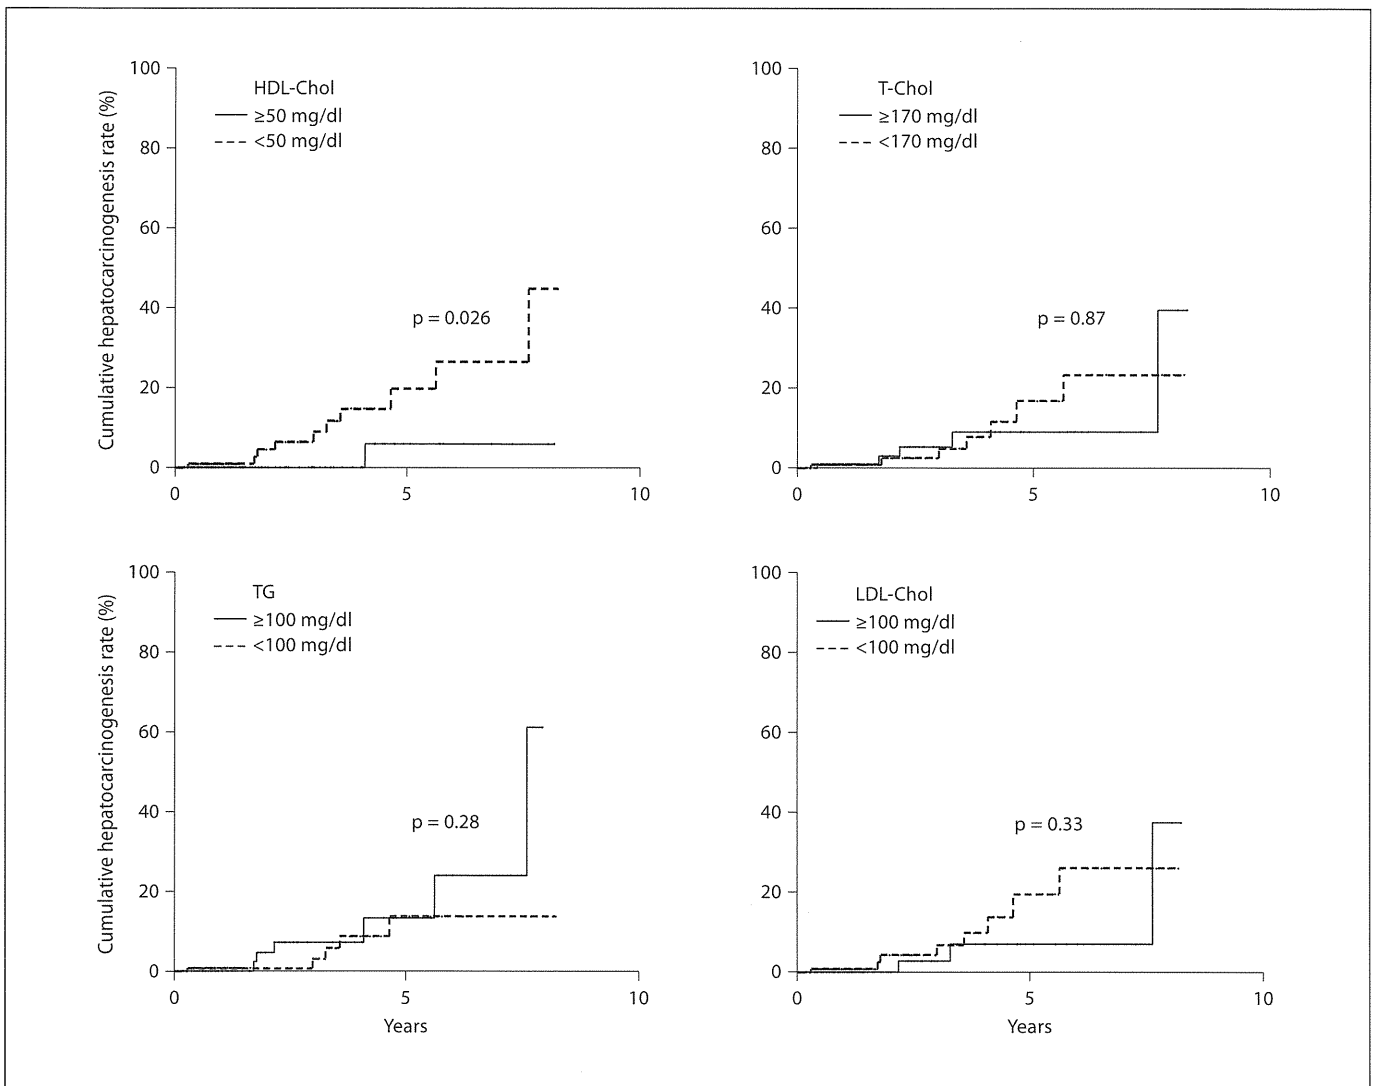 Cumulative hepatocarcinogenesis rate (%)
100
80
60
40
20
0
HDL-Chol
≥50 mg/dl
<50 mg/dl
p = 0.026
0
5
10
100
80
60
40
20
0
T-Chol
≥170 mg/dl
<170 mg/dl
p = 0.87
0
5
10
Cumulative hepatocarcinogenesis rate (%)
100
80
60
40
20
0
TG
≥100 mg/dl
<100 mg/dl
p = 0.28
0
5
10
Years
100
80
60
40
20
0
LDL-Chol
≥100 mg/dl
<100 mg/dl
p = 0.33
0
5
10
Years